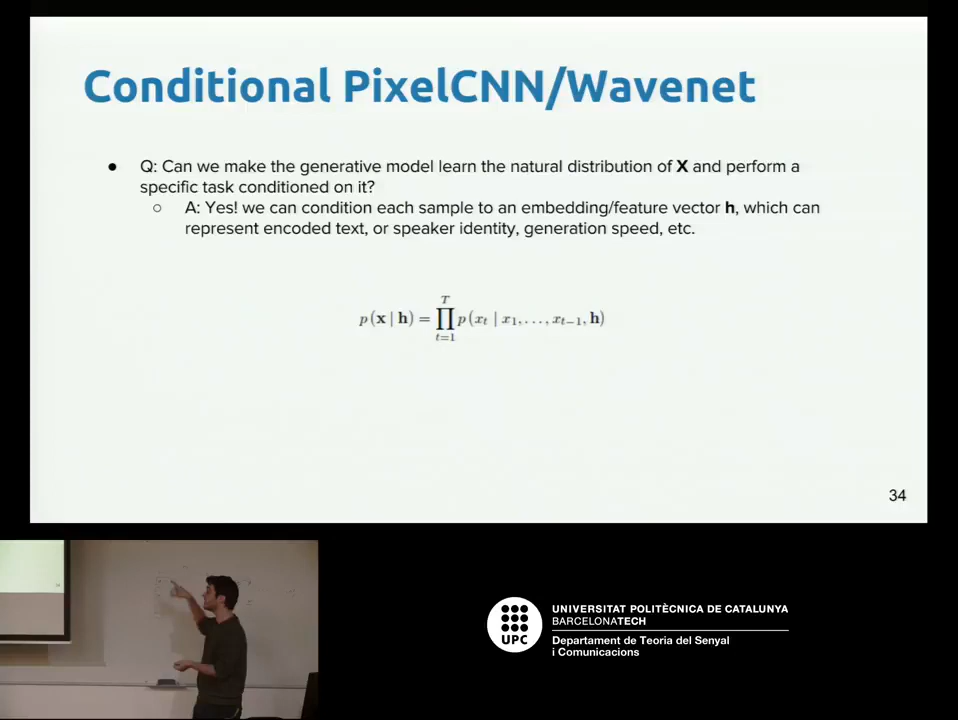 Conditional PixelCNN/Wavenet
● Q: Can we make the generative model learn the natural distribution of X and perform a
specific task conditioned on it?
○ A: Yes! we can condition each sample to an embedding/feature vector h, which can
represent encoded text, or speaker identity, generation speed, etc.
p(x | h) = ∏_{t=1}^{T} p(x_t | x_1, ..., x_{t−1}, h)
34
UNIVERSITAT POLITÈCNICA DE CATALUNYA
BARCELONATECH
UPC
Departament de Teoria del Senyal
i Comunicacions